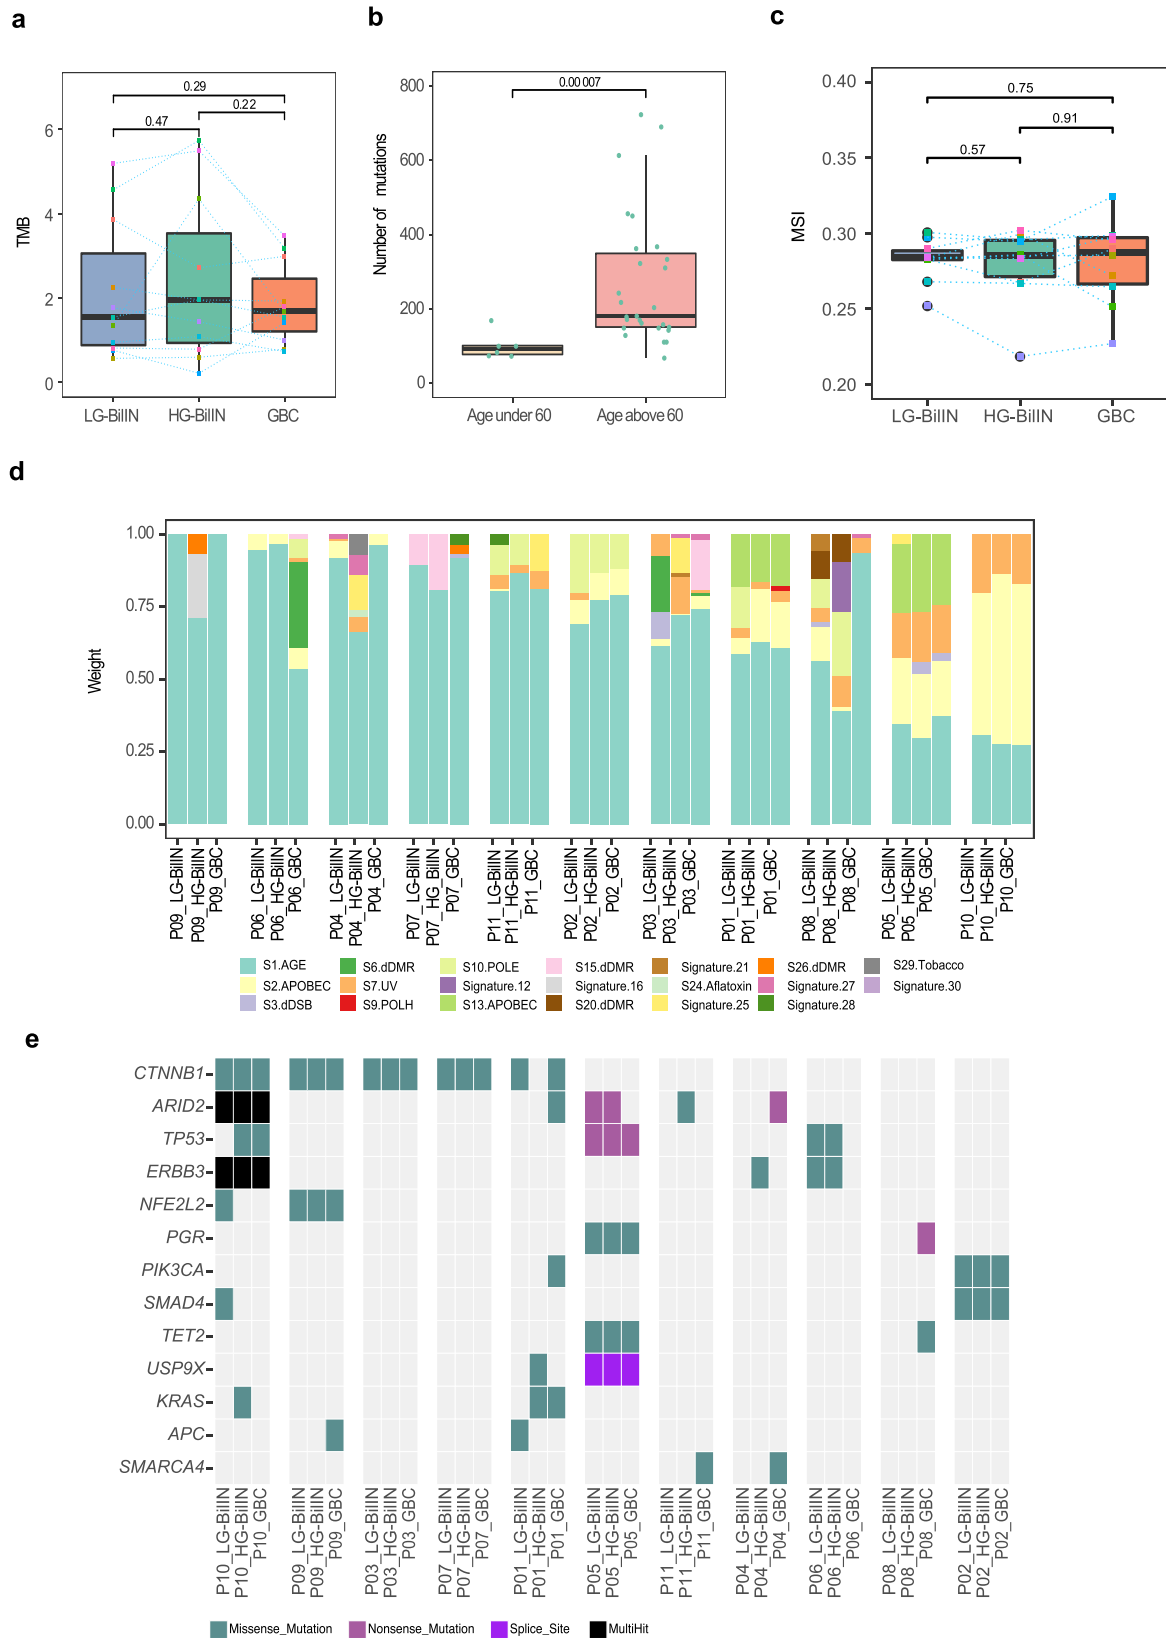 a
TMB
6
4
2
0
0.29
0.22
0.47
LG-BillN
HG-BillN
GBC
b
Number of mutations
800
600
400
200
0
0.00007
Age under 60
Age above 60
c
MSI
0.40
0.35
0.30
0.25
0.20
0.75
0.91
0.57
LG-BillN
HG-BillN
GBC
d
Weight
1.00
0.75
0.50
0.25
0.00
P09_LG-BilIN
P09_HG-BilIN
P09_GBC
P06_LG-BilIN
P06_HG-BilIN
P06_GBC
P04_LG-BilIN
P04_HG-BilIN
P04_GBC
P07_LG-BilIN
P07_HG_BilIN
P07_GBC
P11_LG-BilIN
P11_HG-BilIN
P11_GBC
P02_LG-BilIN
P02_HG-BilIN
P02_GBC
P03_LG-BilIN
P03_HG-BilIN
P03_GBC
P01_LG-BilIN
P01_HG-BilIN
P01_GBC
P08_LG-BilIN
P08_HG-BilIN
P08_GBC
P05_LG-BilIN
P05_HG-BilIN
P05_GBC
P10_LG-BilIN
P10_HG-BilIN
P10_GBC
S1.AGE
S6.dDMR
S10.POLE
S15.dDMR
Signature.21
S26.dDMR
S29.Tobacco
S2.APOBEC
S7.UV
Signature.12
Signature.16
S24.Aflatoxin
Signature.27
Signature.30
S3.dDSB
S9.POLH
S13.APOBEC
S20.dDMR
Signature.25
Signature.28
e
CTNNB1
ARID2
TP53
ERBB3
NFE2L2
PGR
PIK3CA
SMAD4
TET2
USP9X
KRAS
APC
SMARCA4
P10_LG-BilIN
P10_HG-BilIN
P10_GBC
P09_LG-BilIN
P09_HG-BilIN
P09_GBC
P03_LG-BilIN
P03_HG-BilIN
P03_GBC
P07_LG-BilIN
P07_HG-BilIN
P07_GBC
P01_LG-BilIN
P01_HG-BilIN
P01_GBC
P05_LG-BilIN
P05_HG-BilIN
P05_GBC
P11_LG-BilIN
P11_HG-BilIN
P11_GBC
P04_LG-BilIN
P04_HG-BilIN
P04_GBC
P06_LG-BilIN
P06_HG-BilIN
P06_GBC
P08_LG-BilIN
P08_HG-BilIN
P08_GBC
P02_LG-BilIN
P02_HG-BilIN
P02_GBC
Missense_Mutation
Nonsense_Mutation
Splice_Site
MultiHit